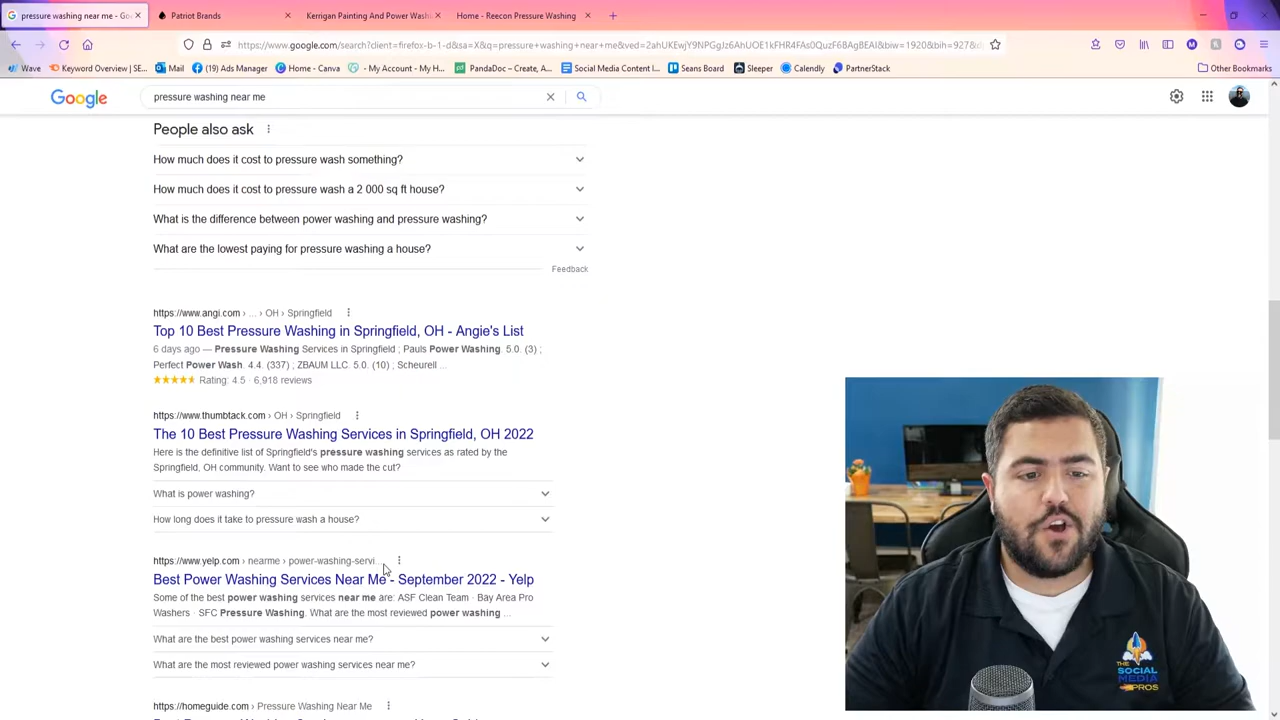 pressure washing near me - Go
Patriot Brands
Kerrigan Painting And Power Wash
Home - Reecon Pressure Washing
https://www.google.com/search?client=firefox-b-1-d&sa=X&q=pressure+washing+near+me&ved=
Wave
Keyword Overview | SE...
Mail
(19) Ads Manager
Home - Canva
- My Account - My H...
PandaDoc – Create, A...
Social Media Content I...
Seans Board
Sleeper
Calendly
PartnerStack
Other Bookmarks
Google
pressure washing near me
People also ask
How much does it cost to pressure wash something?
How much does it cost to pressure wash a 2 000 sq ft house?
What is the difference between power washing and pressure washing?
What are the lowest paying for pressure washing a house?
Feedback
https://www.angi.com › ... › OH › Springfield
Top 10 Best Pressure Washing in Springfield, OH - Angie's List
6 days ago — Pressure Washing Services in Springfield ; Pauls Power Washing. 5.0. (3) ;
Perfect Power Wash. 4.4. (337) ; ZBAUM LLC. 5.0. (10) ; Scheurell ...
Rating: 4.5 · 6,918 reviews
https://www.thumbtack.com › OH › Springfield
The 10 Best Pressure Washing Services in Springfield, OH 2022
Here is the definitive list of Springfield's pressure washing services as rated by the
Springfield, OH community. Want to see who made the cut?
What is power washing?
How long does it take to pressure wash a house?
https://www.yelp.com › nearme › power-washing-servi...
Best Power Washing Services Near Me - September 2022 - Yelp
Some of the best power washing services near me are: ASF Clean Team · Bay Area Pro
Washers · SFC Pressure Washing. What are the most reviewed power washing ...
What are the best power washing services near me?
What are the most reviewed power washing services near me?
https://homeguide.com › Pressure Washing Near Me
THE
SOCIAL
MEDIA
PROS